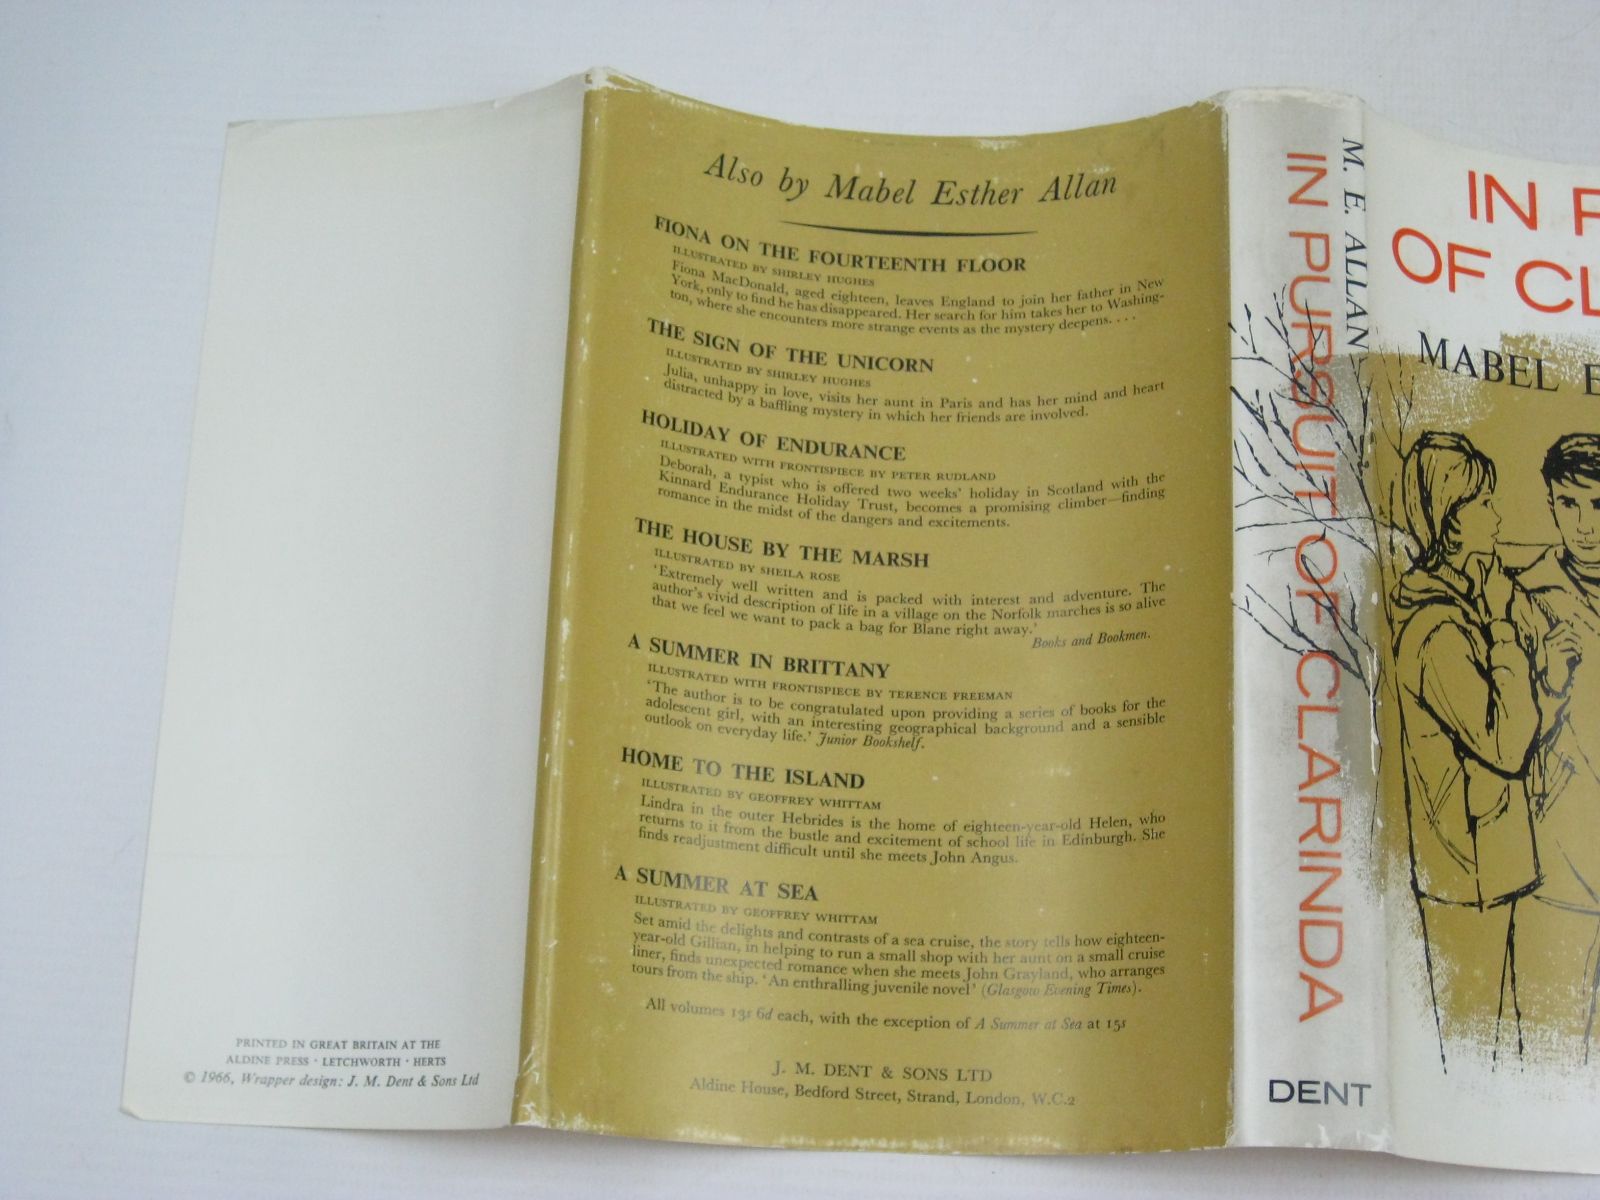 PRINTED IN GREAT BRITAIN AT THE
ALDINE PRESS · LETCHWORTH · HERTS
© 1966, Wrapper design: J. M. Dent & Sons Ltd
Also by Mabel Esther Allan
FIONA ON THE FOURTEENTH FLOOR
ILLUSTRATED BY SHIRLEY HUGHES
Fiona MacDonald, aged eighteen, leaves England to join her father in New
York, only to find he has disappeared. Her search for him takes her to Washing-
ton, where she encounters more strange events as the mystery deepens. . . .
THE SIGN OF THE UNICORN
ILLUSTRATED BY SHIRLEY HUGHES
Julia, unhappy in love, visits her aunt in Paris and has her mind and heart
distracted by a baffling mystery in which her friends are involved.
HOLIDAY OF ENDURANCE
ILLUSTRATED WITH FRONTISPIECE BY PETER RUDLAND
Deborah, a typist who is offered two weeks' holiday in Scotland with the
Kinnard Endurance Holiday Trust, becomes a promising climber—finding
romance in the midst of the dangers and excitements.
THE HOUSE BY THE MARSH
ILLUSTRATED BY SHEILA ROSE
'Extremely well written and is packed with interest and adventure. The
author's vivid description of life in a village on the Norfolk marches is so alive
that we feel we want to pack a bag for Blane right away.'
Books and Bookmen.
A SUMMER IN BRITTANY
ILLUSTRATED WITH FRONTISPIECE BY TERENCE FREEMAN
'The author is to be congratulated upon providing a series of books for the
adolescent girl, with an interesting geographical background and a sensible
outlook on everyday life.' Junior Bookshelf.
HOME TO THE ISLAND
ILLUSTRATED BY GEOFFREY WHITTAM
Lindra in the outer Hebrides is the home of eighteen-year-old Helen, who
returns to it from the bustle and excitement of school life in Edinburgh. She
finds readjustment difficult until she meets John Angus.
A SUMMER AT SEA
ILLUSTRATED BY GEOFFREY WHITTAM
Set amid the delights and contrasts of a sea cruise, the story tells how eighteen-
year-old Gillian, in helping to run a small shop with her aunt on a small cruise
liner, finds unexpected romance when she meets John Grayland, who arranges
tours from the ship. 'An enthralling juvenile novel' (Glasgow Evening Times).
All volumes 13s 6d each, with the exception of A Summer at Sea at 15s
J. M. DENT & SONS LTD
Aldine House, Bedford Street, Strand, London, W.C.2
M. E. ALLAN
IN PURSUIT OF CLARINDA
DENT
IN P
OF CL
MABEL E